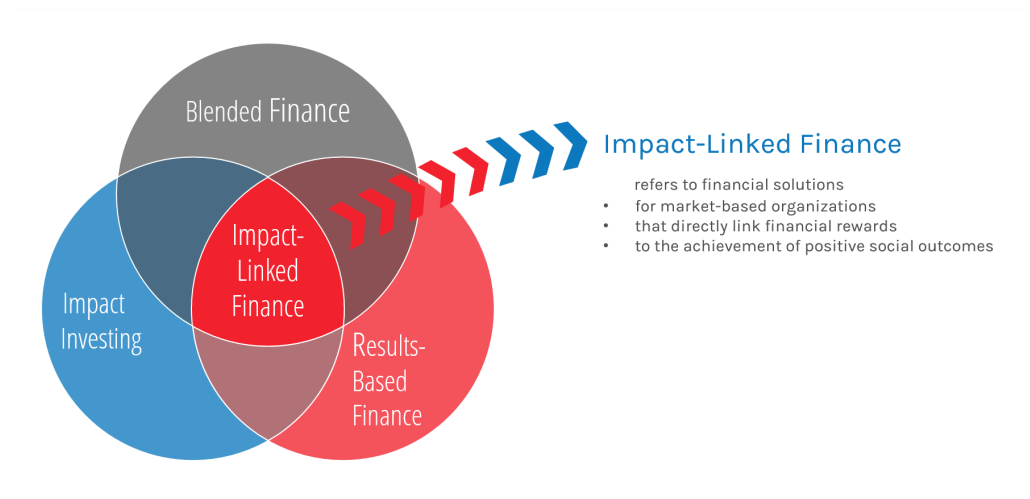 Blended Finance
Impact-Linked Finance
refers to financial solutions
• for market-based organizations
• that directly link financial rewards
• to the achievement of positive social outcomes
Impact-
Linked
Finance
Impact
Investing
Results-
Based
Finance